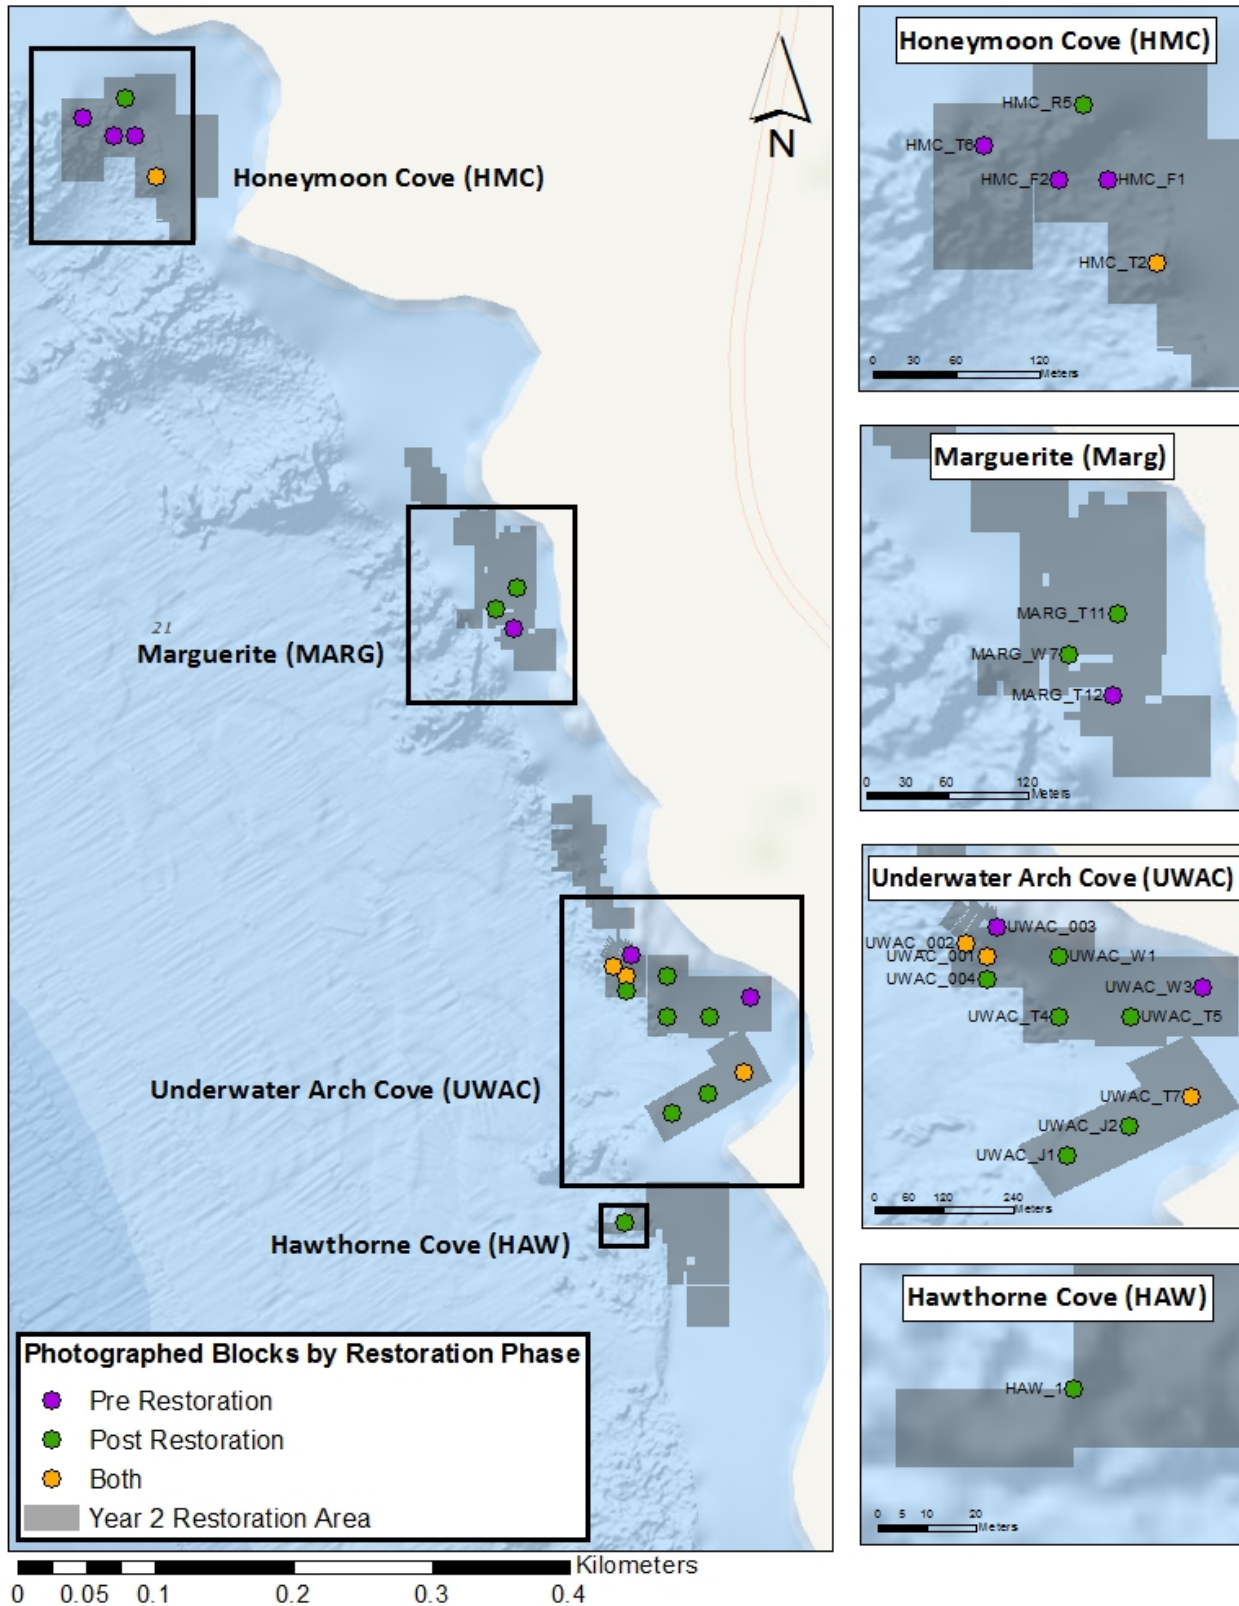 N
Honeymoon Cove (HMC)
21
Marguerite (MARG)
Underwater Arch Cove (UWAC)
Hawthorne Cove (HAW)
Photographed Blocks by Restoration Phase
Pre Restoration
Post Restoration
Both
Year 2 Restoration Area
Kilometers
0 0.05 0.1 0.2 0.3 0.4
Honeymoon Cove (HMC)
HMC_R5
HMC_T6
HMC_F2 HMC_F1
HMC_T2
0 30 60 120
Meters
Marguerite (Marg)
MARG_T11
MARG_W7
MARG_T12
0 30 60 120
Meters
Underwater Arch Cove (UWAC)
UWAC_003
UWAC_002
UWAC_001 UWAC_W1
UWAC_004
UWAC_W3
UWAC_T4 UWAC_T5
UWAC_T7
UWAC_J2
UWAC_J1
0 60 120 240
Meters
Hawthorne Cove (HAW)
HAW_1
0 5 10 20
Meters